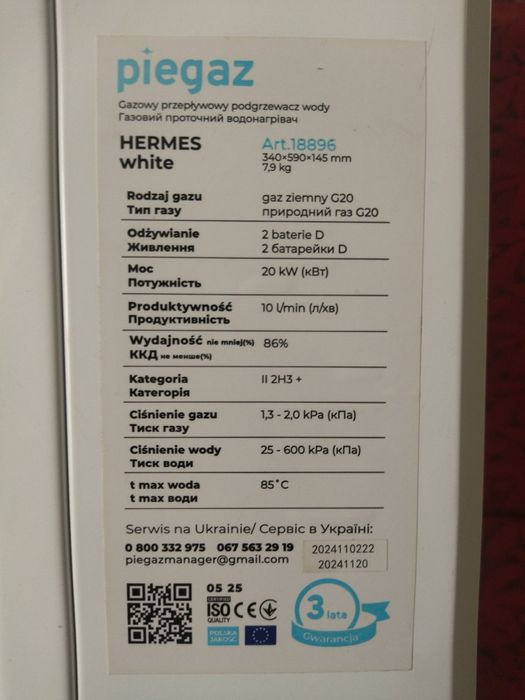 piegaz
Gazowy przepływowy podgrzewacz wody
Газовий проточний водонагрівач
HERMES
white
Art.18896
340×590×145 mm
7,9 kg
Rodzaj gazu
Тип газу
gaz ziemny G20
природний газ G20
Odżywianie
Живлення
2 baterie D
2 батарейки D
Moc
Потужність
20 kW (кВт)
Produktywność
Продуктивність
10 l/min (л/хв)
Wydajność nie mniej(%)
ККД не менше(%)
86%
Kategoria
Категорія
II 2H3 +
Ciśnienie gazu
Тиск газу
1,3 - 2,0 kPa (кПа)
Ciśnienie wody
Тиск води
25 - 600 kPa (кПа)
t max woda
t max води
85°C
Serwis na Ukrainie/ Сервіс в Україні:
0 800 332 975 067 563 29 19
piegazmanager@gmail.com
2024110222
20241120
05 25
CERTIFIED
ISO CE
QUALITY
POLSKA
JAKOŚĆ
3 lata
Gwarancja